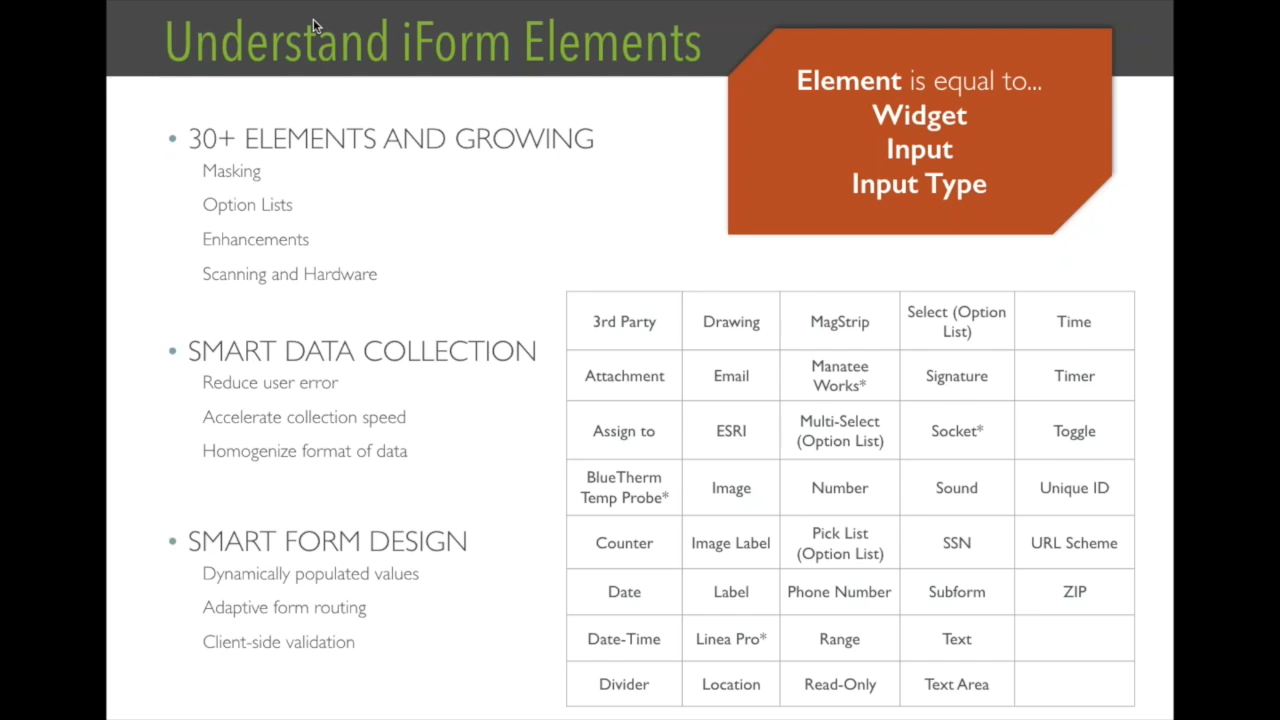 Understand iForm Elements
Element is equal to...
Widget
Input
Input Type
• 30+ ELEMENTS AND GROWING
Masking
Option Lists
Enhancements
Scanning and Hardware
• SMART DATA COLLECTION
Reduce user error
Accelerate collection speed
Homogenize format of data
• SMART FORM DESIGN
Dynamically populated values
Adaptive form routing
Client-side validation
3rd Party Drawing MagStrip Select (Option List) Time
Attachment Email Manatee Works* Signature Timer
Assign to ESRI Multi-Select (Option List) Socket* Toggle
BlueTherm Temp Probe* Image Number Sound Unique ID
Counter Image Label Pick List (Option List) SSN URL Scheme
Date Label Phone Number Subform ZIP
Date-Time Linea Pro* Range Text
Divider Location Read-Only Text Area